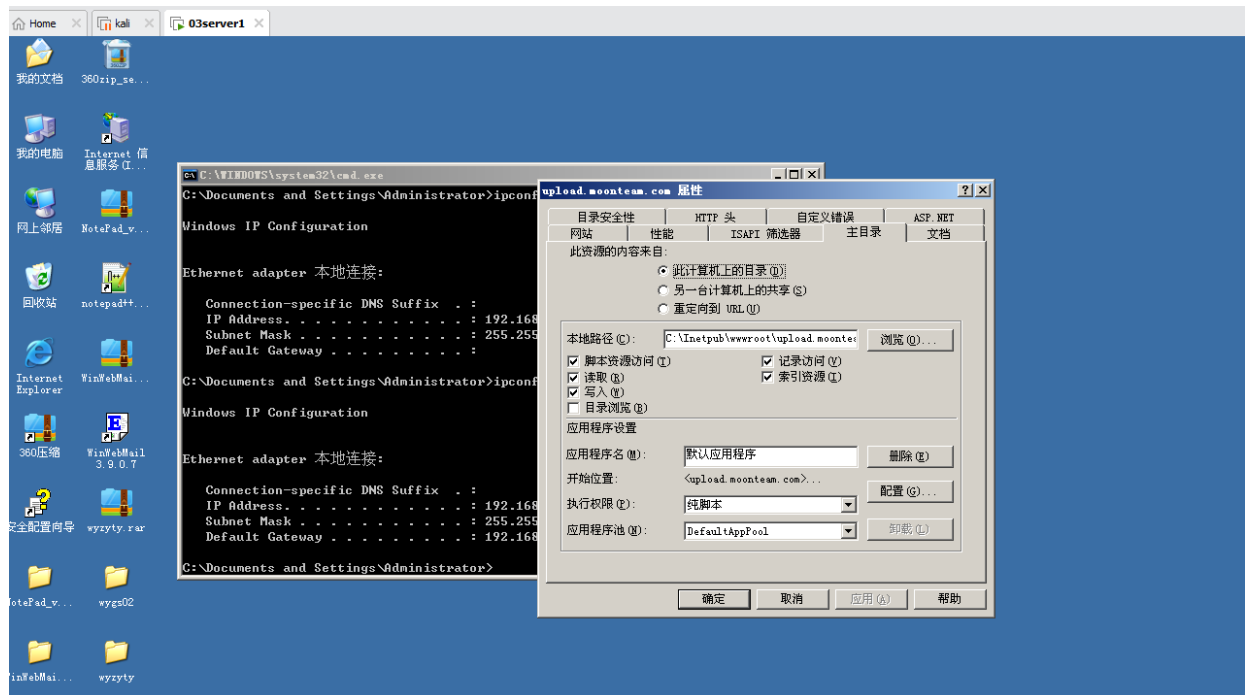 Home
kali
03server1
我的文档
360zip_se...
我的电脑
Internet 信
息服务(I...
网上邻居
NotePad_v...
回收站
notepad++...
Internet
Explorer
WinWebMai...
360压缩
WinWebMail
3.9.0.7
安全配置向导
wyzyty.rar
NotePad_v...
wygs02
WinWebMai...
wyzyty
C:\WINDOWS\system32\cmd.exe
C:\Documents and Settings\Administrator>ipconf
Windows IP Configuration
Ethernet adapter 本地连接:
Connection-specific DNS Suffix . :
IP Address. . . . . . . . . . . . : 192.168
Subnet Mask . . . . . . . . . . . : 255.255
Default Gateway . . . . . . . . . :
C:\Documents and Settings\Administrator>ipconf
Windows IP Configuration
Ethernet adapter 本地连接:
Connection-specific DNS Suffix . :
IP Address. . . . . . . . . . . . : 192.168
Subnet Mask . . . . . . . . . . . : 255.255
Default Gateway . . . . . . . . . : 192.168
C:\Documents and Settings\Administrator>
upload.moonteam.com 属性
目录安全性 HTTP 头 自定义错误 ASP.NET
网站 性能 ISAPI 筛选器 主目录 文档
此资源的内容来自:
此计算机上的目录(D)
另一台计算机上的共享(S)
重定向到 URL(U)
本地路径(C): C:\Inetpub\wwwroot\upload.moontea 浏览(O)...
脚本资源访问(T) 记录访问(V)
读取(R) 索引资源(I)
写入(W)
目录浏览(B)
应用程序设置
应用程序名(M): 默认应用程序 删除(E)
开始位置: <upload.moonteam.com>...
配置(G)...
执行权限(P): 纯脚本
应用程序池(N): DefaultAppPool 卸载(L)
确定 取消 应用(A) 帮助